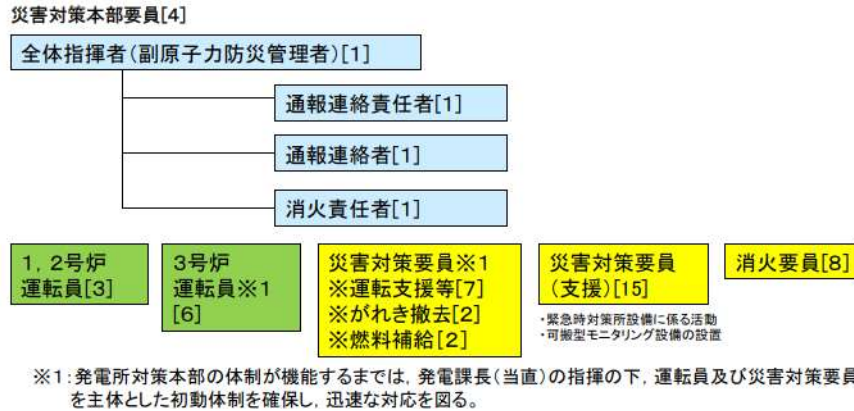 災害対策本部要員[4]
全体指揮者(副原子力防災管理者)[1]
通報連絡責任者[1]
通報連絡者[1]
消火責任者[1]
1，2号炉
運転員[3]
3号炉
運転員※1
[6]
災害対策要員※1
※運転支援等[7]
※がれき撤去[2]
※燃料補給[2]
災害対策要員
(支援)[15]
・緊急時対策所設備に係る活動
・可搬型モニタリング設備の設置
消火要員[8]
※1：発電所対策本部の体制が機能するまでは，発電課長(当直)の指揮の下，運転員及び災害対策要員
を主体とした初動体制を確保し，迅速な対応を図る。